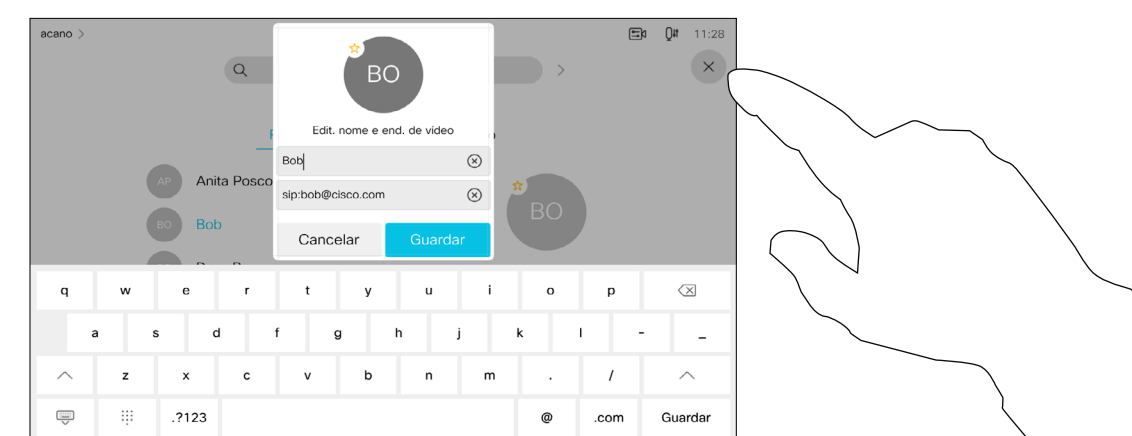 acano >
11:28
BO
Edit. nome e end. de vídeo
Bob
sip:bob@cisco.com
Cancelar Guardar
AP Anita Posco
BO Bob
BO
q w e r t y u i o p
a s d f g h j k l - _
z x c v b n m . /
.?123 @ .com Guardar